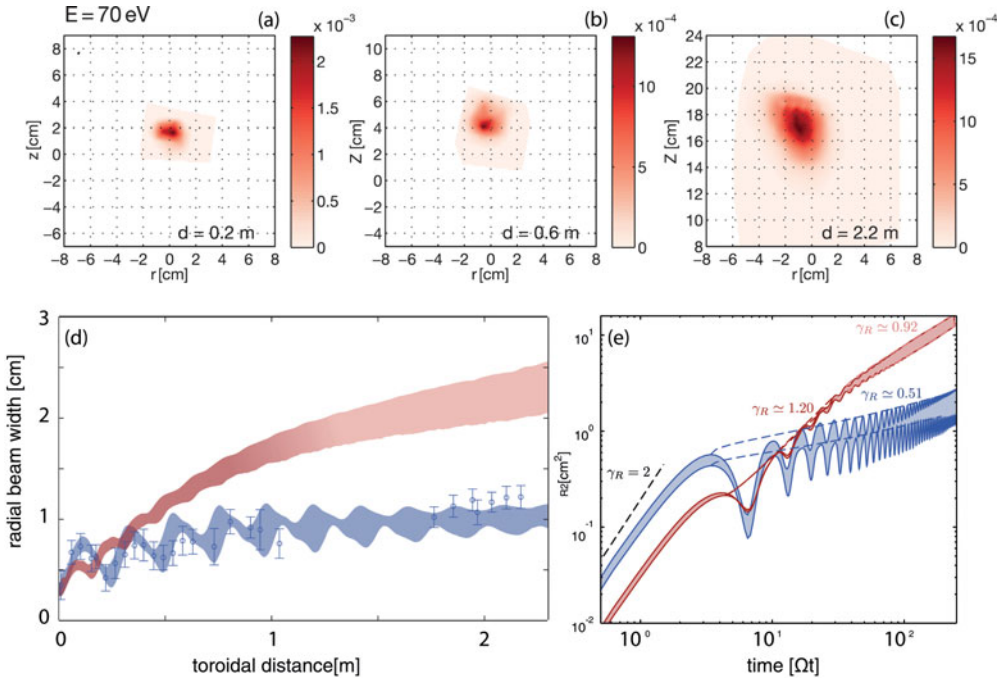 E = 70 eV
(a)
x 10⁻³
z [cm]
8
6
4
2
0
−2
−4
−6
d = 0.2 m
−8 −6 −4 −2 0 2 4 6 8
r [cm]
2
1.5
1
0.5
0
(b)
x 10⁻⁴
Z [cm]
10
8
6
4
2
0
−2
−4
d = 0.6 m
−8 −6 −4 −2 0 2 4 6 8
r [cm]
10
5
0
(c)
x 10⁻⁴
Z [cm]
24
22
20
18
16
14
12
10
8
d = 2.2 m
−8 −6 −4 −2 0 2 4 6 8
r [cm]
15
10
5
0
(d)
radial beam width [cm]
3
2
1
0
0 1 2
toroidal distance[m]
(e)
R2[cm²]
10¹
10⁰
10⁻¹
10⁻²
γR ≃ 0.92
γR ≃ 1.20
γR ≃ 0.51
γR = 2
10⁰ 10¹ 10²
time [Ωt]